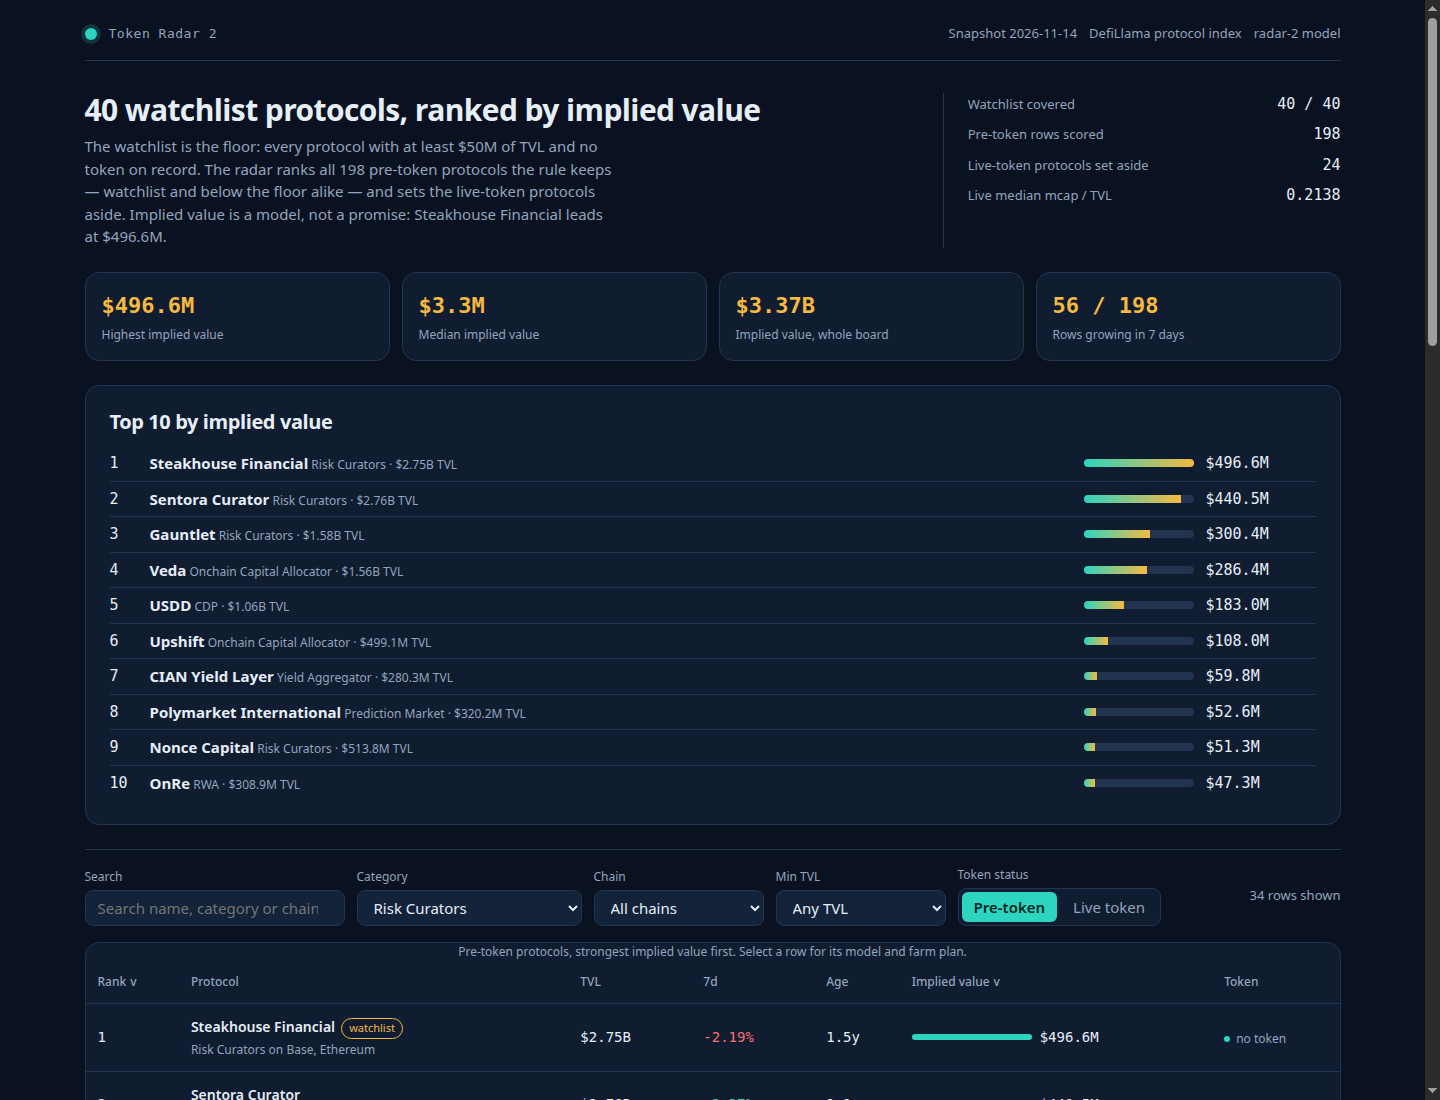 Token Radar 2
Snapshot 2026-11-14 DefiLlama protocol index radar-2 model
40 watchlist protocols, ranked by implied value
The watchlist is the floor: every protocol with at least $50M of TVL and no
token on record. The radar ranks all 198 pre-token protocols the rule keeps
— watchlist and below the floor alike — and sets the live-token protocols
aside. Implied value is a model, not a promise: Steakhouse Financial leads
at $496.6M.
Watchlist covered 40 / 40
Pre-token rows scored 198
Live-token protocols set aside 24
Live median mcap / TVL 0.2138
$496.6M
Highest implied value
$3.3M
Median implied value
$3.37B
Implied value, whole board
56 / 198
Rows growing in 7 days
Top 10 by implied value
1 Steakhouse Financial Risk Curators · $2.75B TVL $496.6M
2 Sentora Curator Risk Curators · $2.76B TVL $440.5M
3 Gauntlet Risk Curators · $1.58B TVL $300.4M
4 Veda Onchain Capital Allocator · $1.56B TVL $286.4M
5 USDD CDP · $1.06B TVL $183.0M
6 Upshift Onchain Capital Allocator · $499.1M TVL $108.0M
7 CIAN Yield Layer Yield Aggregator · $280.3M TVL $59.8M
8 Polymarket International Prediction Market · $320.2M TVL $52.6M
9 Nonce Capital Risk Curators · $513.8M TVL $51.3M
10 OnRe RWA · $308.9M TVL $47.3M
Search Category Chain Min TVL Token status
Search name, category or chain Risk Curators All chains Any TVL Pre-token Live token 34 rows shown
Pre-token protocols, strongest implied value first. Select a row for its model and farm plan.
Rank v Protocol TVL 7d Age Implied value v Token
1 Steakhouse Financial watchlist $2.75B -2.19% 1.5y $496.6M no token
Risk Curators on Base, Ethereum
Sentora Curator